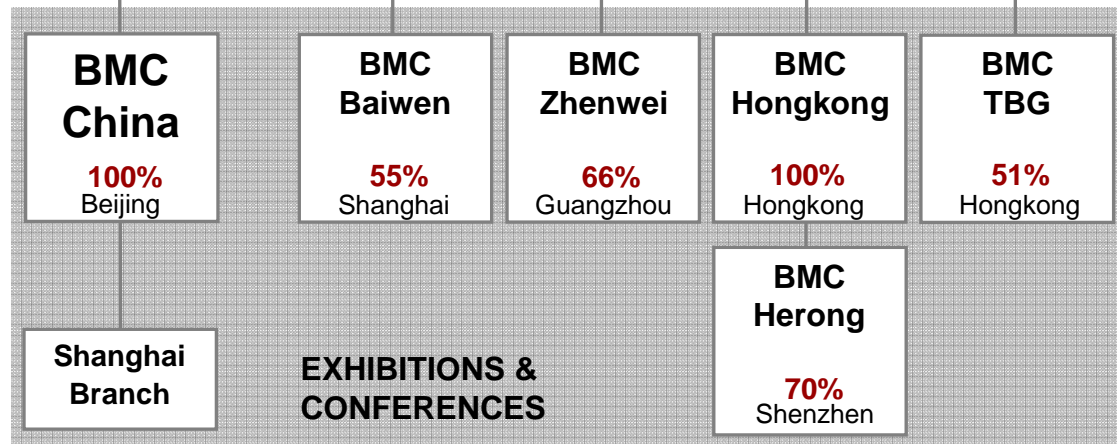 BMC
China
100%
Beijing
BMC
Baiwen
55%
Shanghai
BMC
Zhenwei
66%
Guangzhou
BMC
Hongkong
100%
Hongkong
BMC
TBG
51%
Hongkong
Shanghai
Branch
EXHIBITIONS &
CONFERENCES
BMC
Herong
70%
Shenzhen